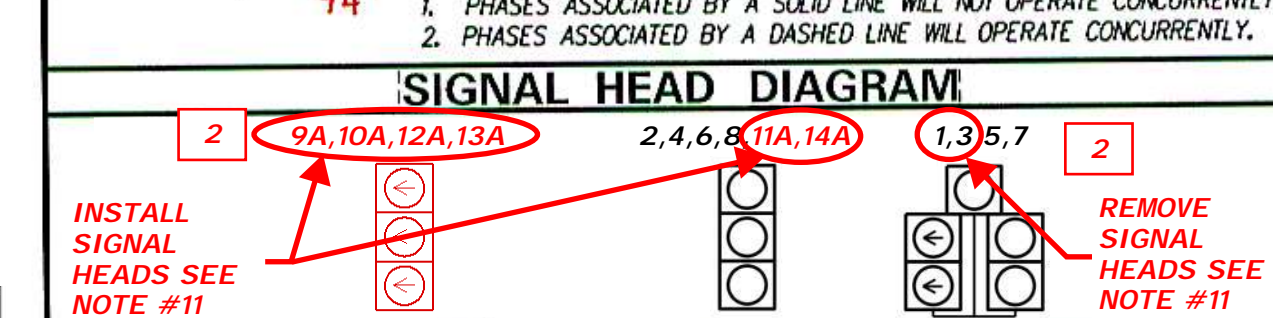 14 1. PHASES ASSOCIATED BY A SOLID LINE WILL NOT OPERATE CONCURRENTLY
2. PHASES ASSOCIATED BY A DASHED LINE WILL OPERATE CONCURRENTLY.
SIGNAL HEAD DIAGRAM
2 9A,10A,12A,13A 2,4,6,8,11A,14A 1,3,5,7 2
INSTALL
SIGNAL
HEADS SEE
NOTE #11
REMOVE
SIGNAL
HEADS SEE
NOTE #11